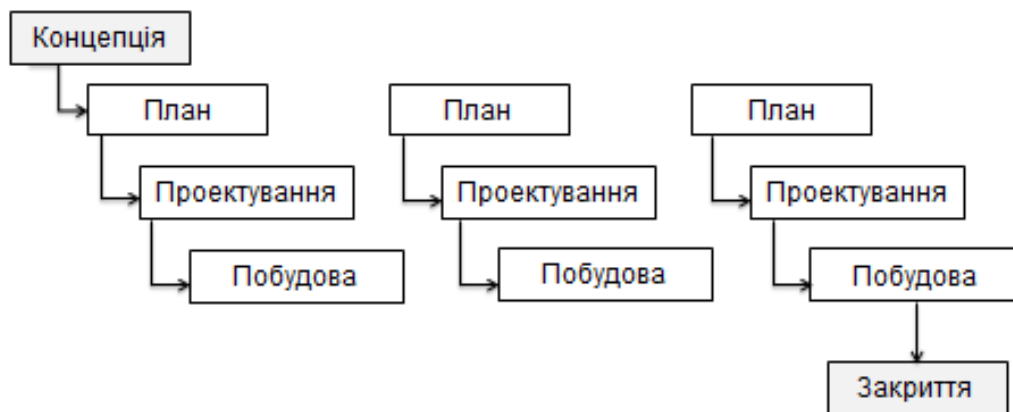 Концепція
План
План
План
Проектування
Проектування
Проектування
Побудова
Побудова
Побудова
Закриття